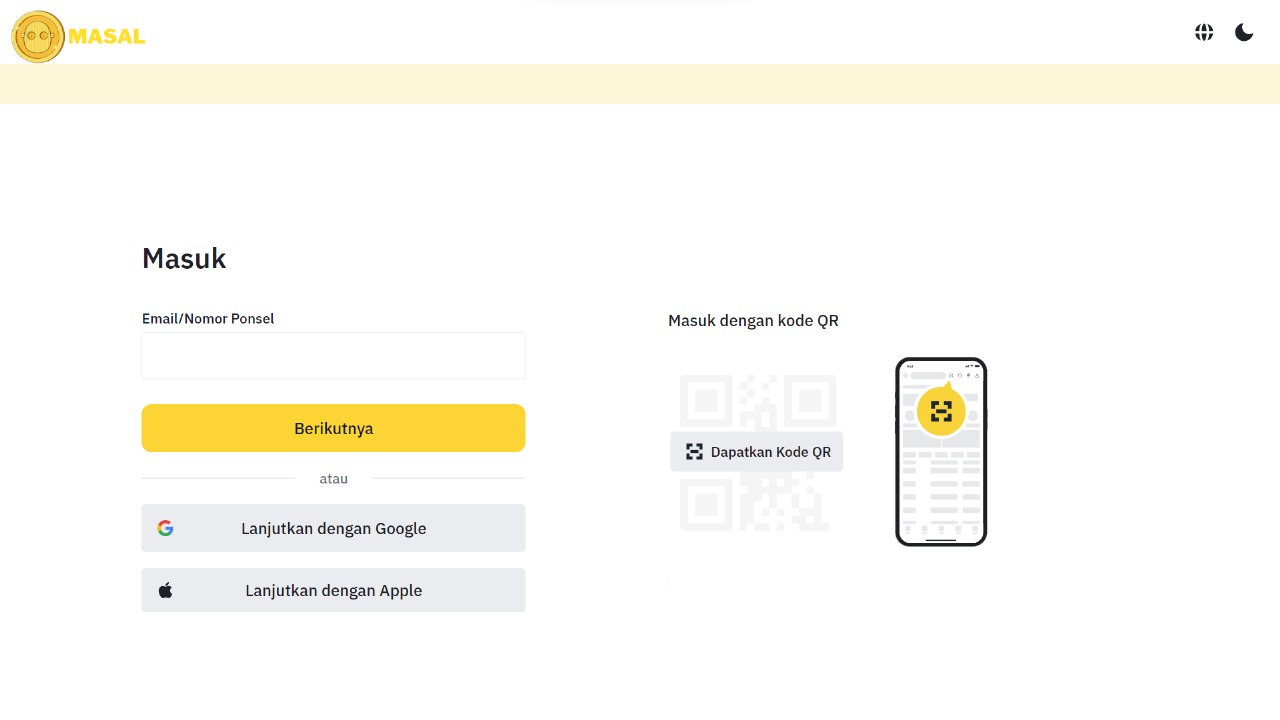 MASAL
Masuk
Email/Nomor Ponsel
Berikutnya
atau
Lanjutkan dengan Google
Lanjutkan dengan Apple
Masuk dengan kode QR
Dapatkan Kode QR